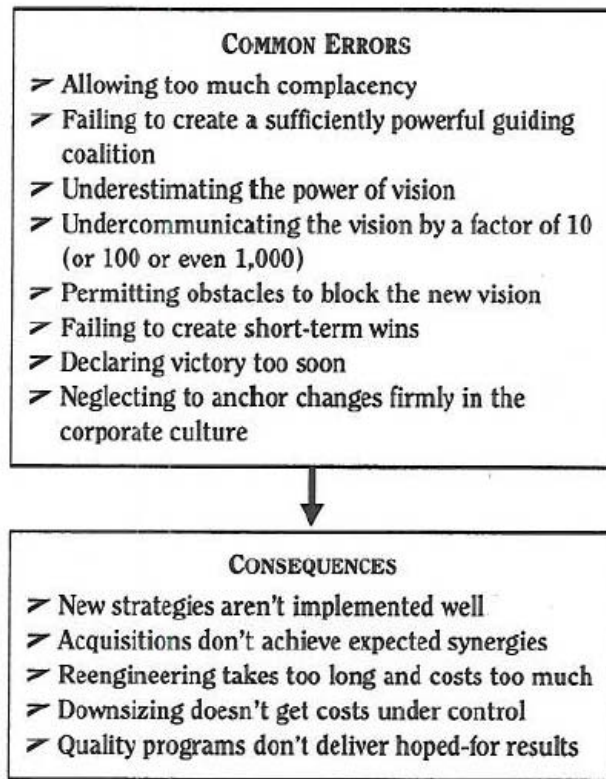 COMMON ERRORS
➢ Allowing too much complacency
➢ Failing to create a sufficiently powerful guiding
coalition
➢ Underestimating the power of vision
➢ Undercommunicating the vision by a factor of 10
(or 100 or even 1,000)
➢ Permitting obstacles to block the new vision
➢ Failing to create short-term wins
➢ Declaring victory too soon
➢ Neglecting to anchor changes firmly in the
corporate culture
CONSEQUENCES
➢ New strategies aren't implemented well
➢ Acquisitions don't achieve expected synergies
➢ Reengineering takes too long and costs too much
➢ Downsizing doesn't get costs under control
➢ Quality programs don't deliver hoped-for results